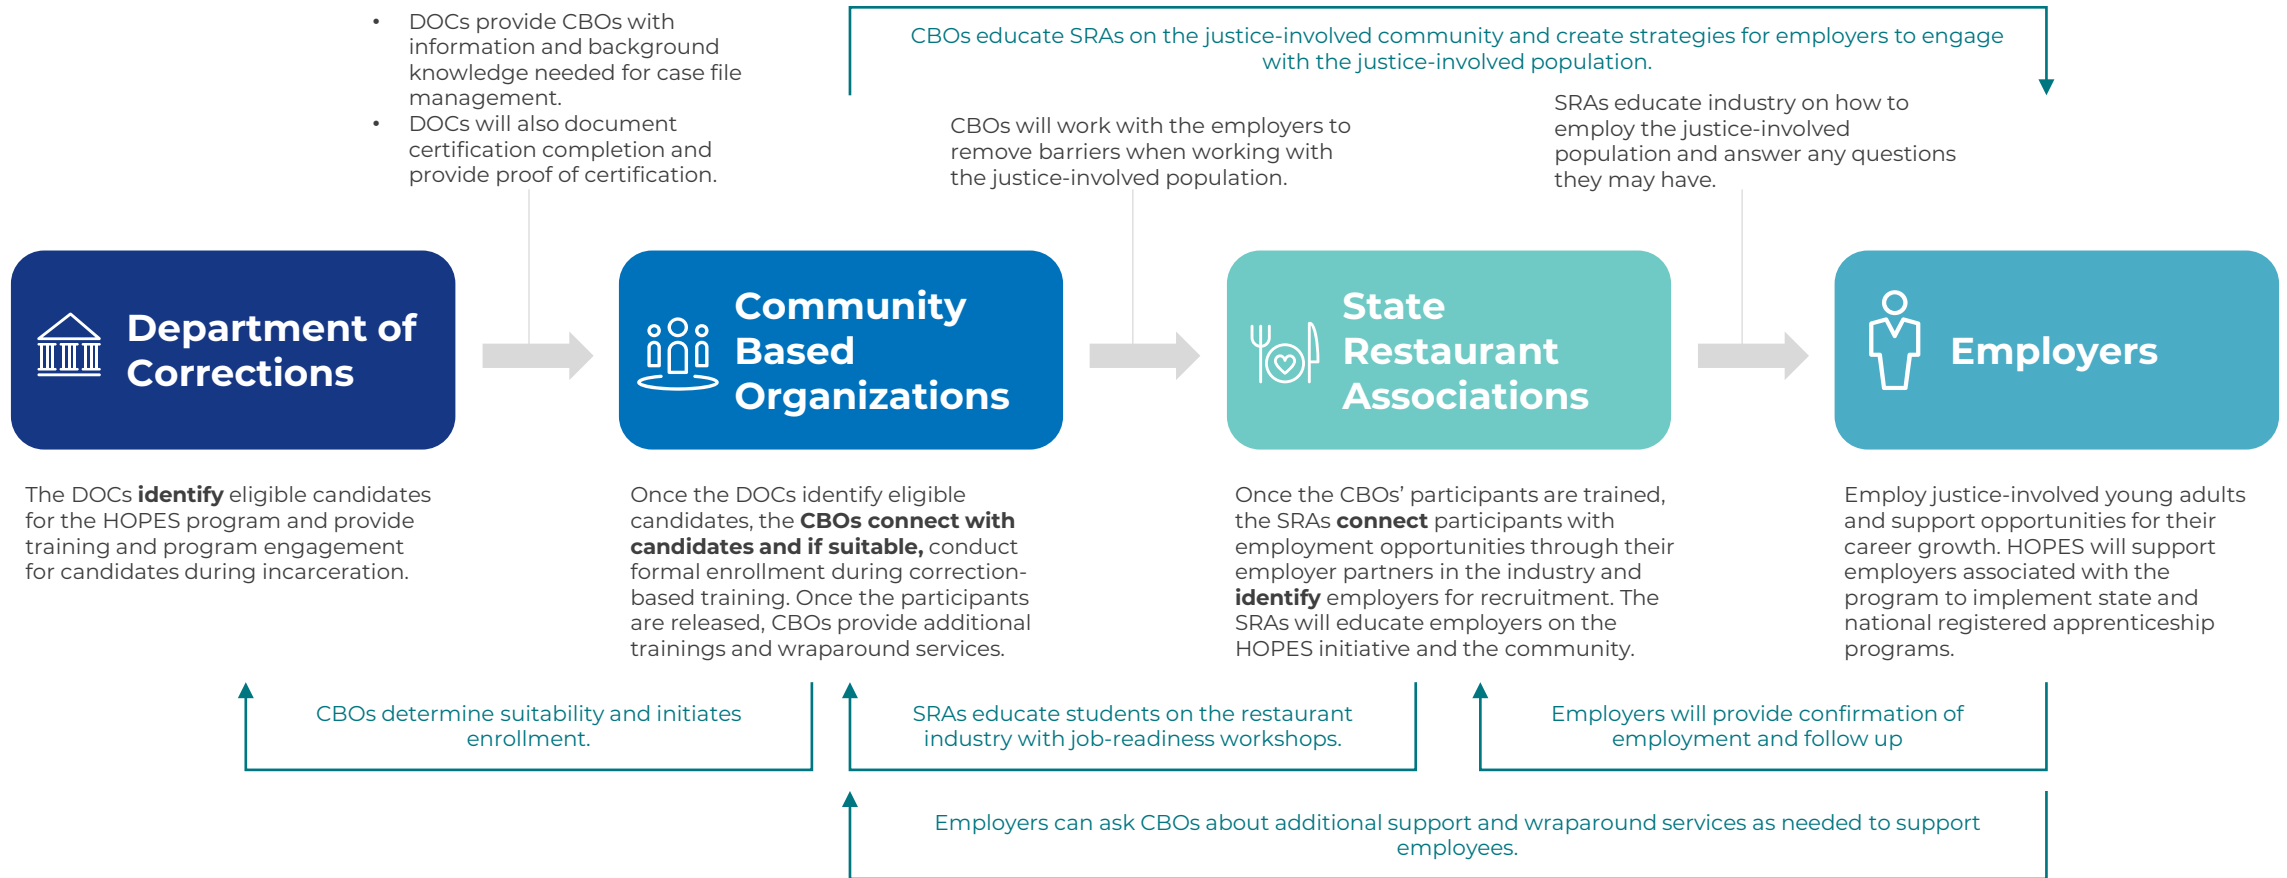 • DOCs provide CBOs with
information and background
knowledge needed for case file
management.
• DOCs will also document
certification completion and
provide proof of certification.
CBOs educate SRAs on the justice-involved community and create strategies for employers to engage
with the justice-involved population.
CBOs will work with the employers to
remove barriers when working with
the justice-involved population.
SRAs educate industry on how to
employ the justice-involved
population and answer any questions
they may have.
Department of
Corrections
Community
Based
Organizations
State
Restaurant
Associations
Employers
The DOCs identify eligible candidates
for the HOPES program and provide
training and program engagement
for candidates during incarceration.
Once the DOCs identify eligible
candidates, the CBOs connect with
candidates and if suitable, conduct
formal enrollment during correction-
based training. Once the participants
are released, CBOs provide additional
trainings and wraparound services.
Once the CBOs’ participants are trained,
the SRAs connect participants with
employment opportunities through their
employer partners in the industry and
identify employers for recruitment. The
SRAs will educate employers on the
HOPES initiative and the community.
Employ justice-involved young adults
and support opportunities for their
career growth. HOPES will support
employers associated with the
program to implement state and
national registered apprenticeship
programs.
CBOs determine suitability and initiates
enrollment.
SRAs educate students on the restaurant
industry with job-readiness workshops.
Employers will provide confirmation of
employment and follow up
Employers can ask CBOs about additional support and wraparound services as needed to support
employees.